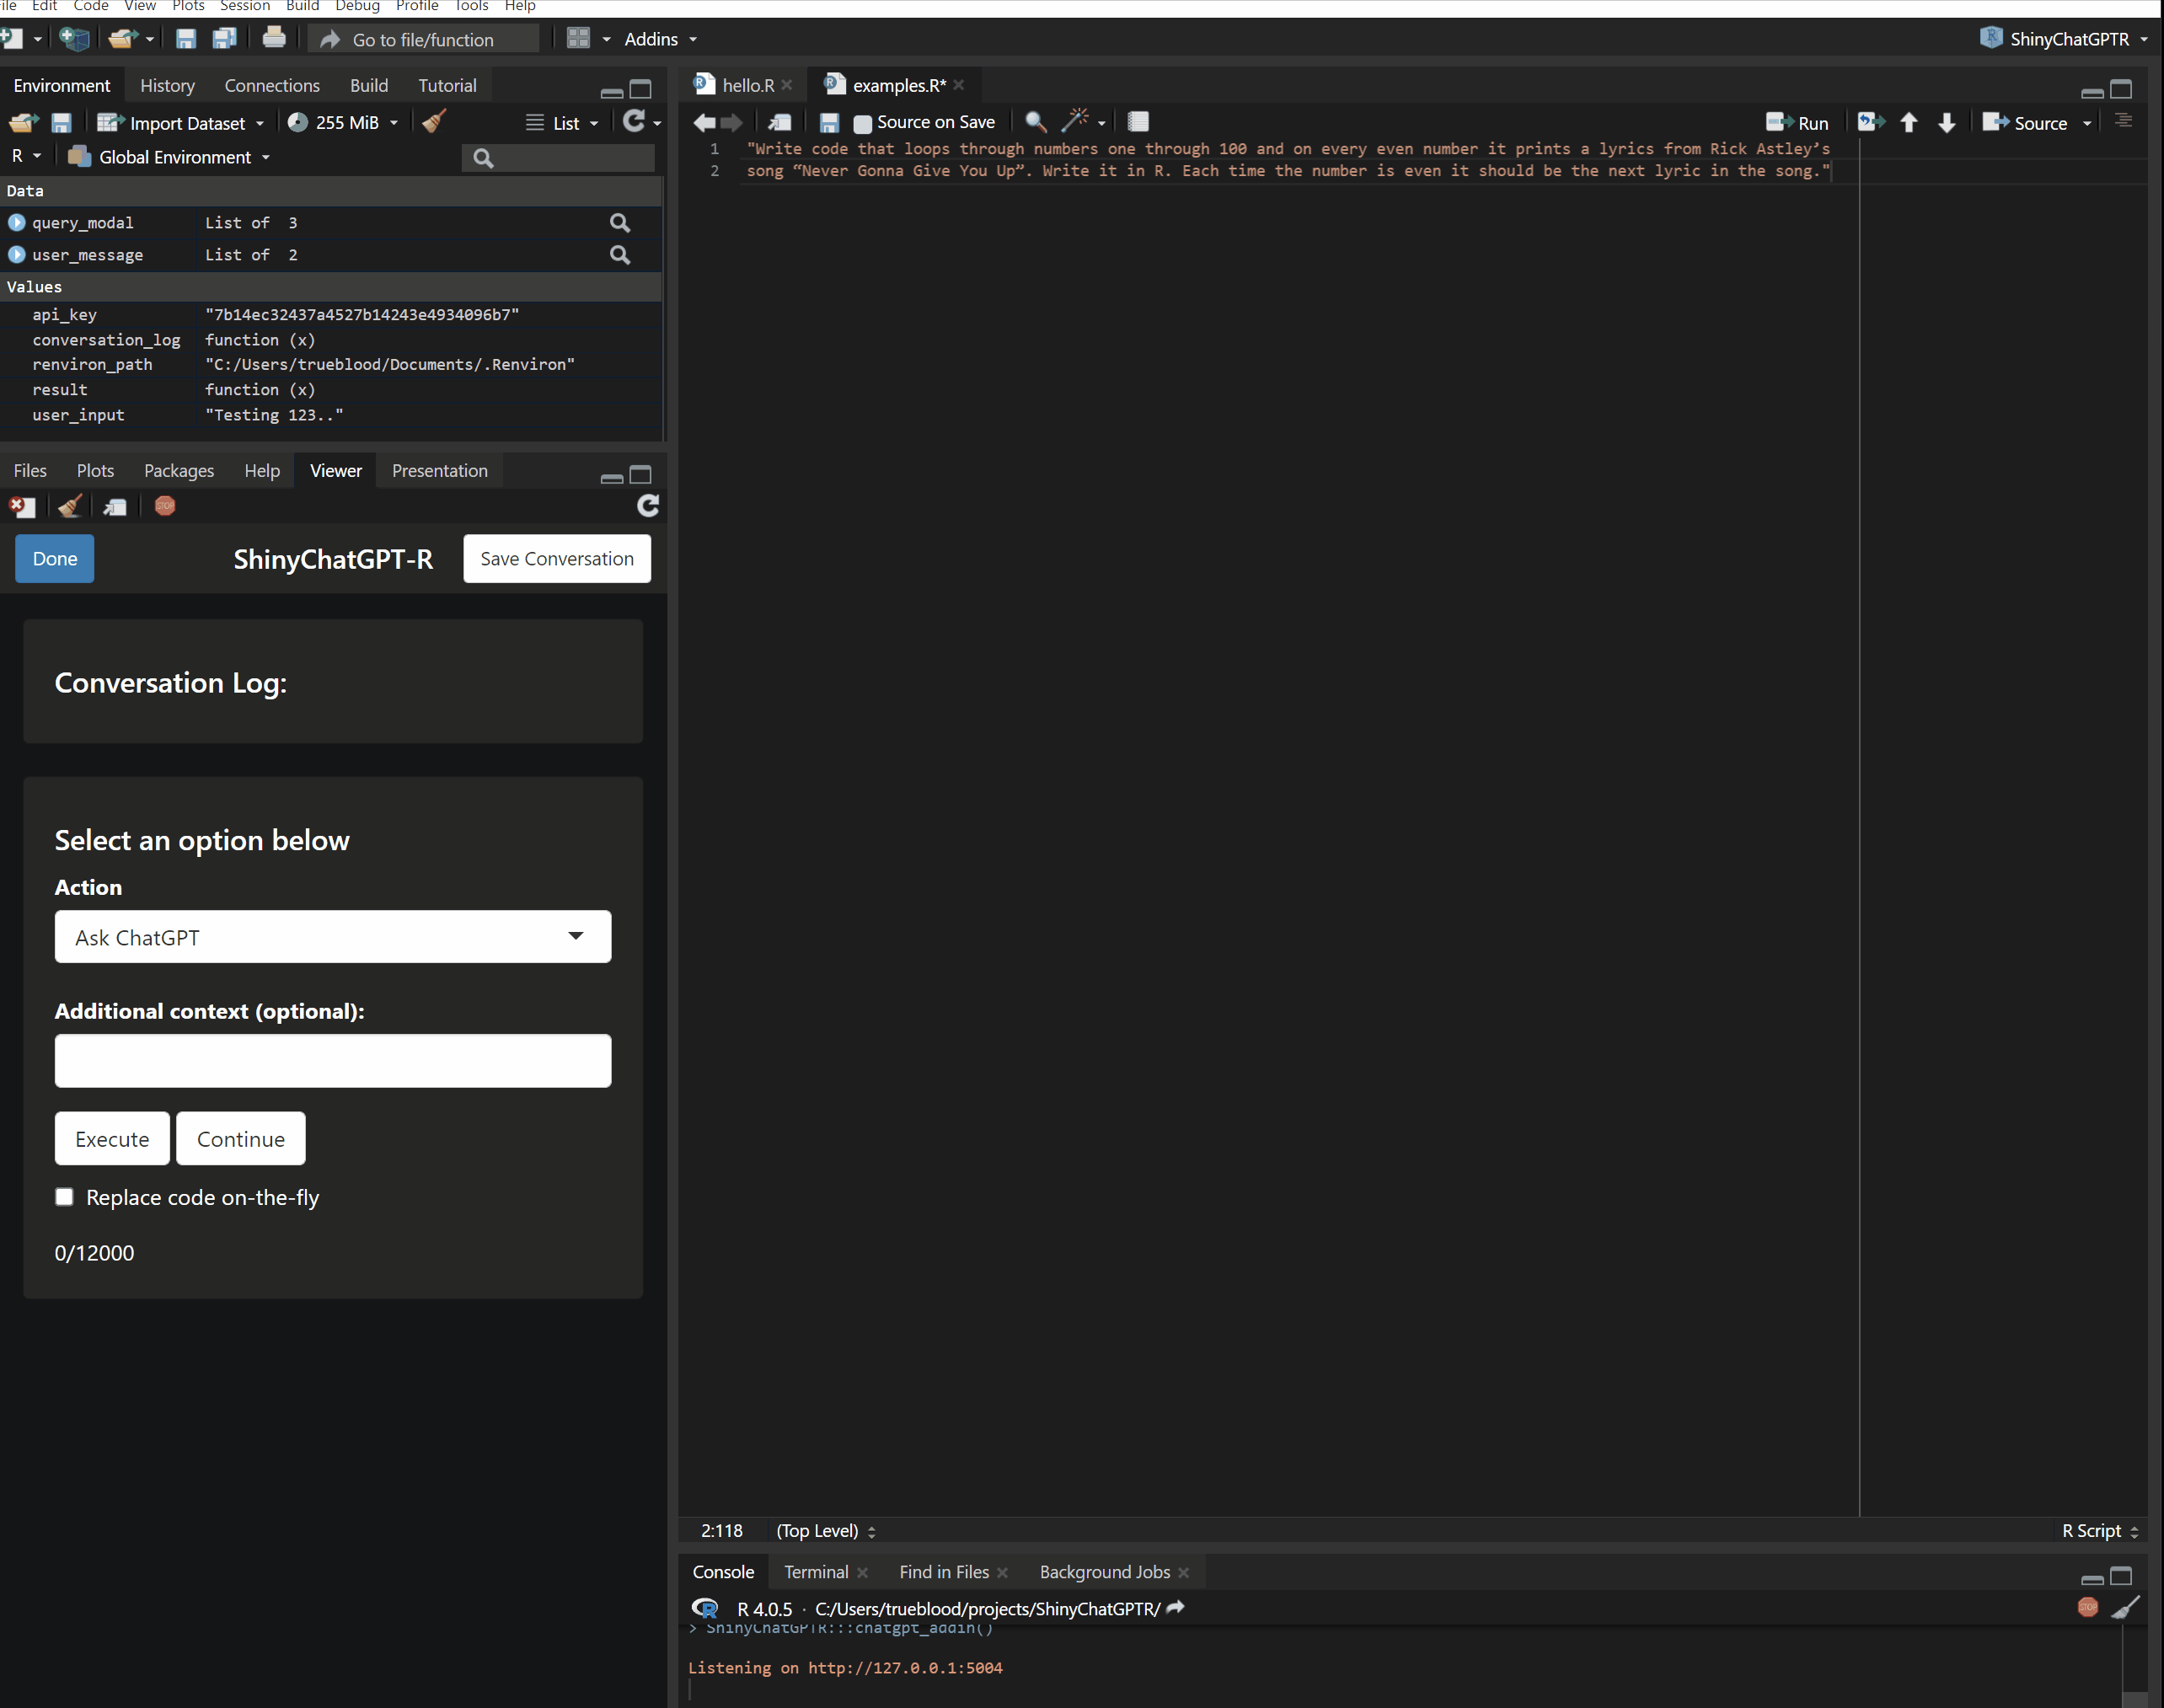 ile Edit Code View Plots Session Build Debug Profile Tools Help
Go to file/function Addins ShinyChatGPTR
Environment History Connections Build Tutorial
Import Dataset 255 MiB List
R Global Environment
Data
query_modal List of 3
user_message List of 2
Values
api_key "7b14ec32437a4527b14243e4934096b7"
conversation_log function (x)
renviron_path "C:/Users/trueblood/Documents/.Renviron"
result function (x)
user_input "Testing 123.."
Files Plots Packages Help Viewer Presentation
STOP
Done ShinyChatGPT-R Save Conversation
Conversation Log:
Select an option below
Action
Ask ChatGPT
Additional context (optional):
Execute Continue
Replace code on-the-fly
0/12000
hello.R examples.R*
Source on Save Run Source
1 "Write code that loops through numbers one through 100 and on every even number it prints a lyrics from Rick Astley’s
2 song “Never Gonna Give You Up”. Write it in R. Each time the number is even it should be the next lyric in the song."
2:118 (Top Level) R Script
Console Terminal Find in Files Background Jobs
R 4.0.5 · C:/Users/trueblood/projects/ShinyChatGPTR/ STOP
> ShinyChatGPTR:::chatgpt_addin()
Listening on http://127.0.0.1:5004